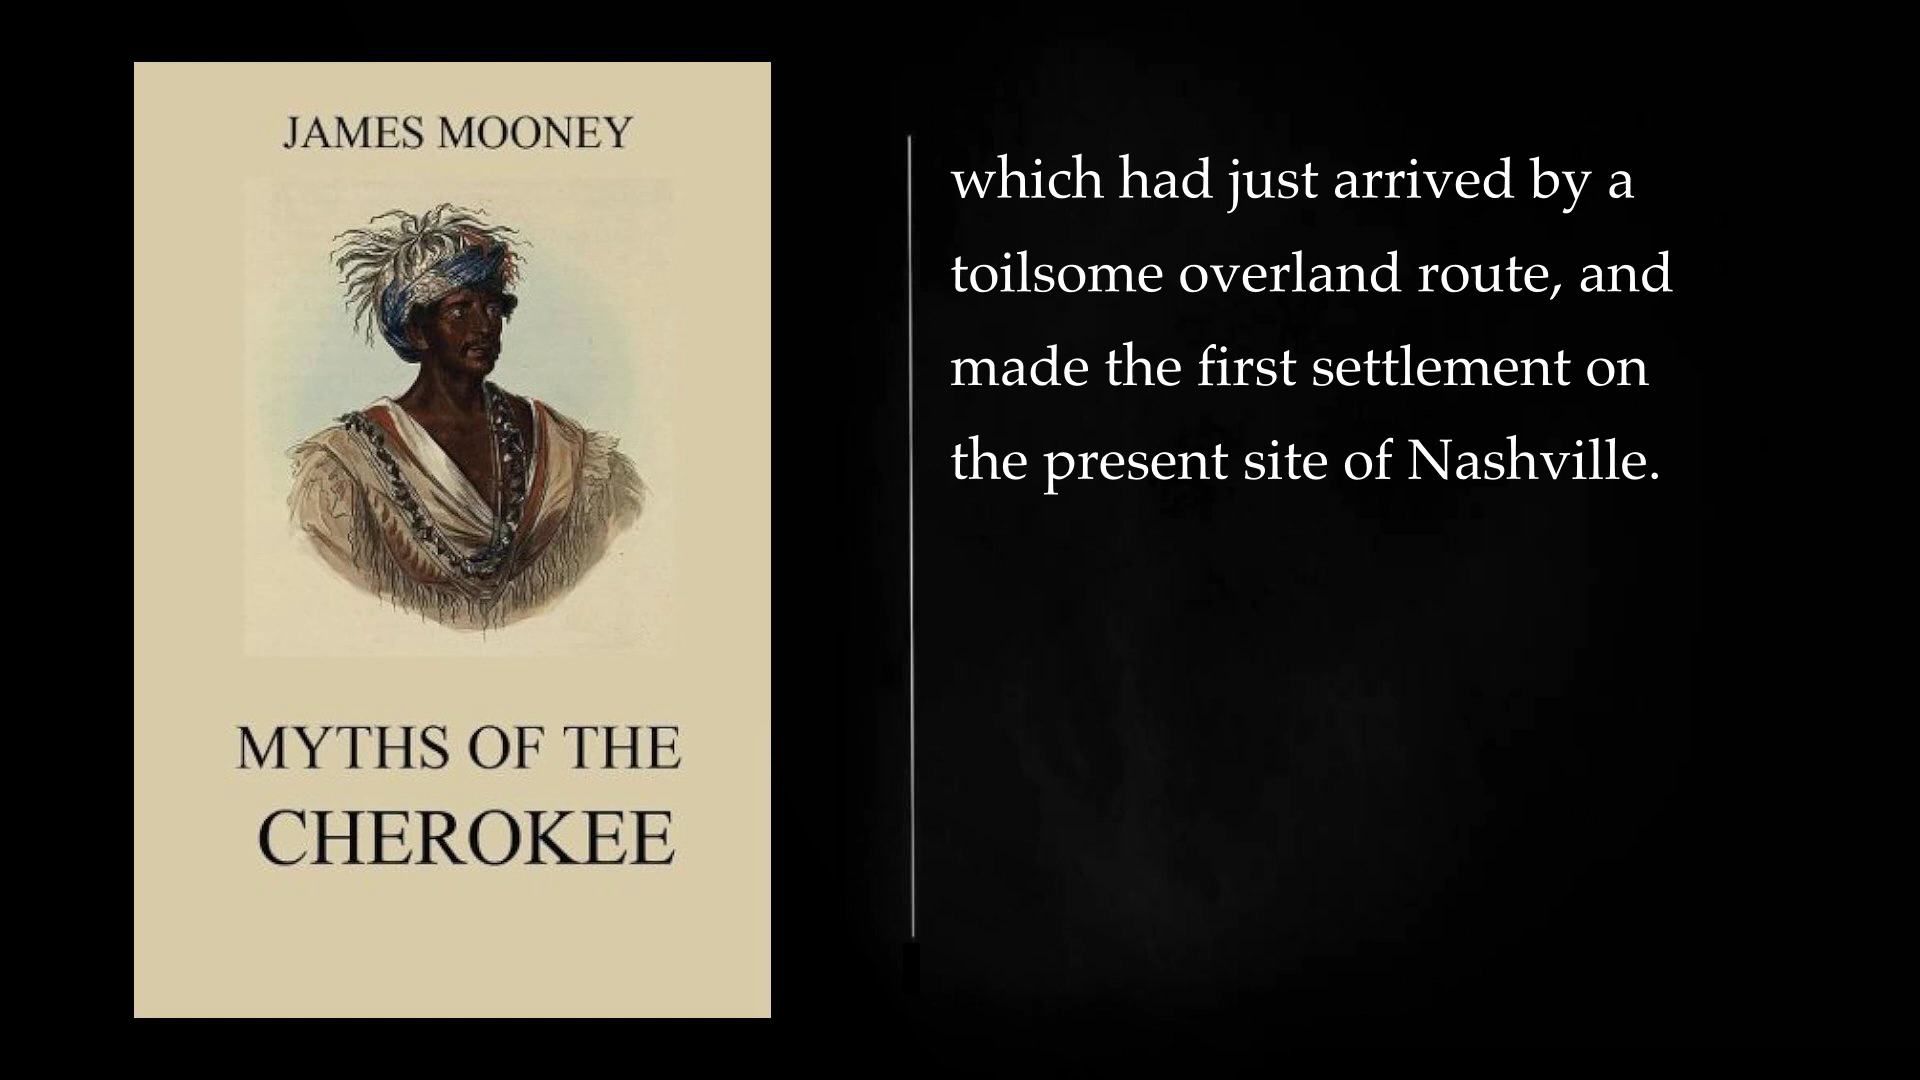 JAMES MOONEY
MYTHS OF THE
CHEROKEE
which had just arrived by a
toilsome overland route, and
made the first settlement on
the present site of Nashville.